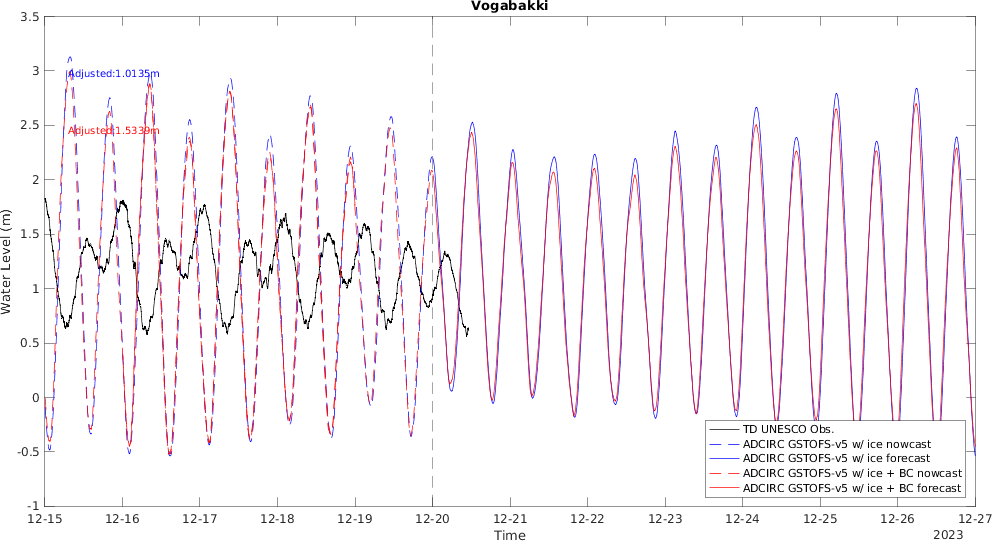 Vogabakki
3.5
3
2.5
2
1.5
1
0.5
0
-0.5
-1
Water Level (m)
Adjusted:1.0135m
Adjusted:1.5339m
TD UNESCO Obs.
ADCIRC GSTOFS-v5 w/ ice nowcast
ADCIRC GSTOFS-v5 w/ ice forecast
ADCIRC GSTOFS-v5 w/ ice + BC nowcast
ADCIRC GSTOFS-v5 w/ ice + BC forecast
12-15 12-16 12-17 12-18 12-19 12-20 12-21 12-22 12-23 12-24 12-25 12-26 12-27
Time
2023